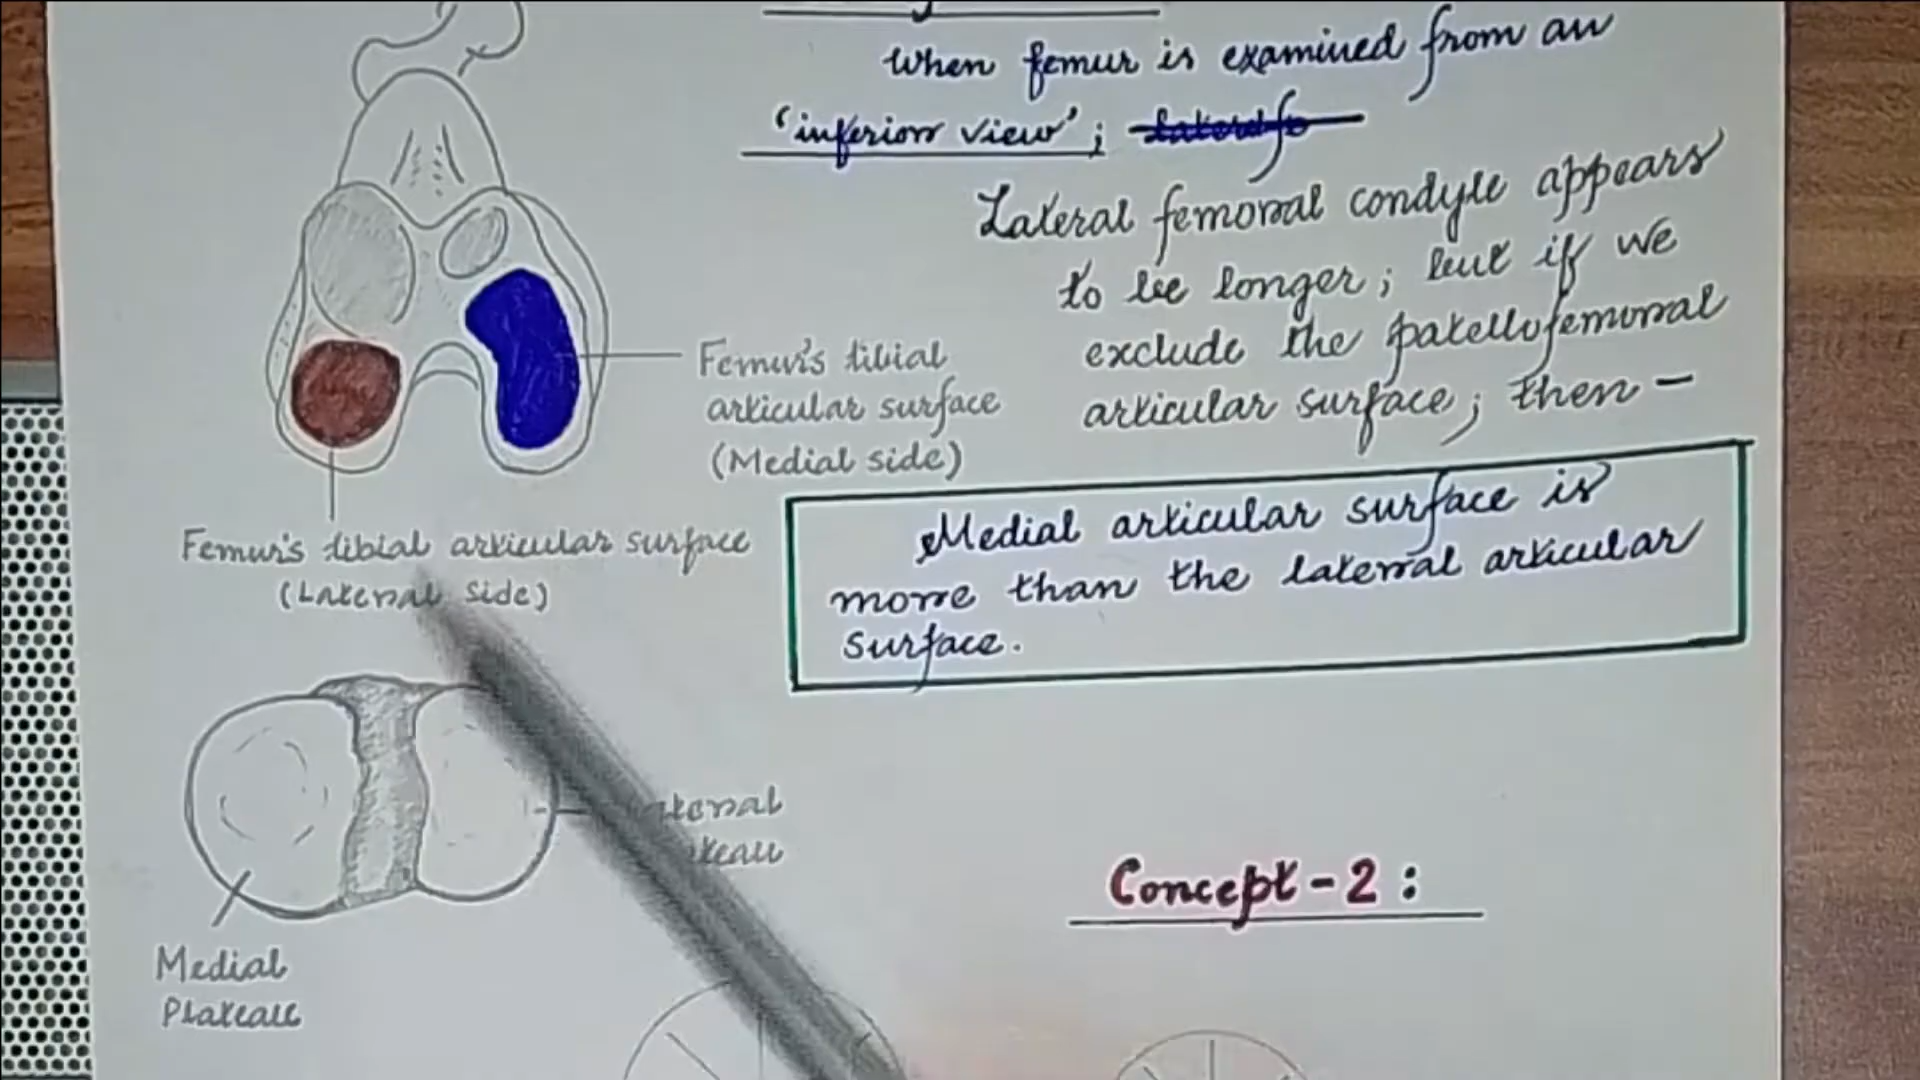 When femur is examined from an
'inferior view';
Lateral femoral condyle appears
to be longer; but if we
exclude the patellofemoral
articular surface; then -
Femur's tibial
articular surface
(Medial side)
Femur's tibial articular surface
(Lateral side)
Medial articular surface is
more than the lateral articular
surface.
Medial
Plateau
Concept-2: